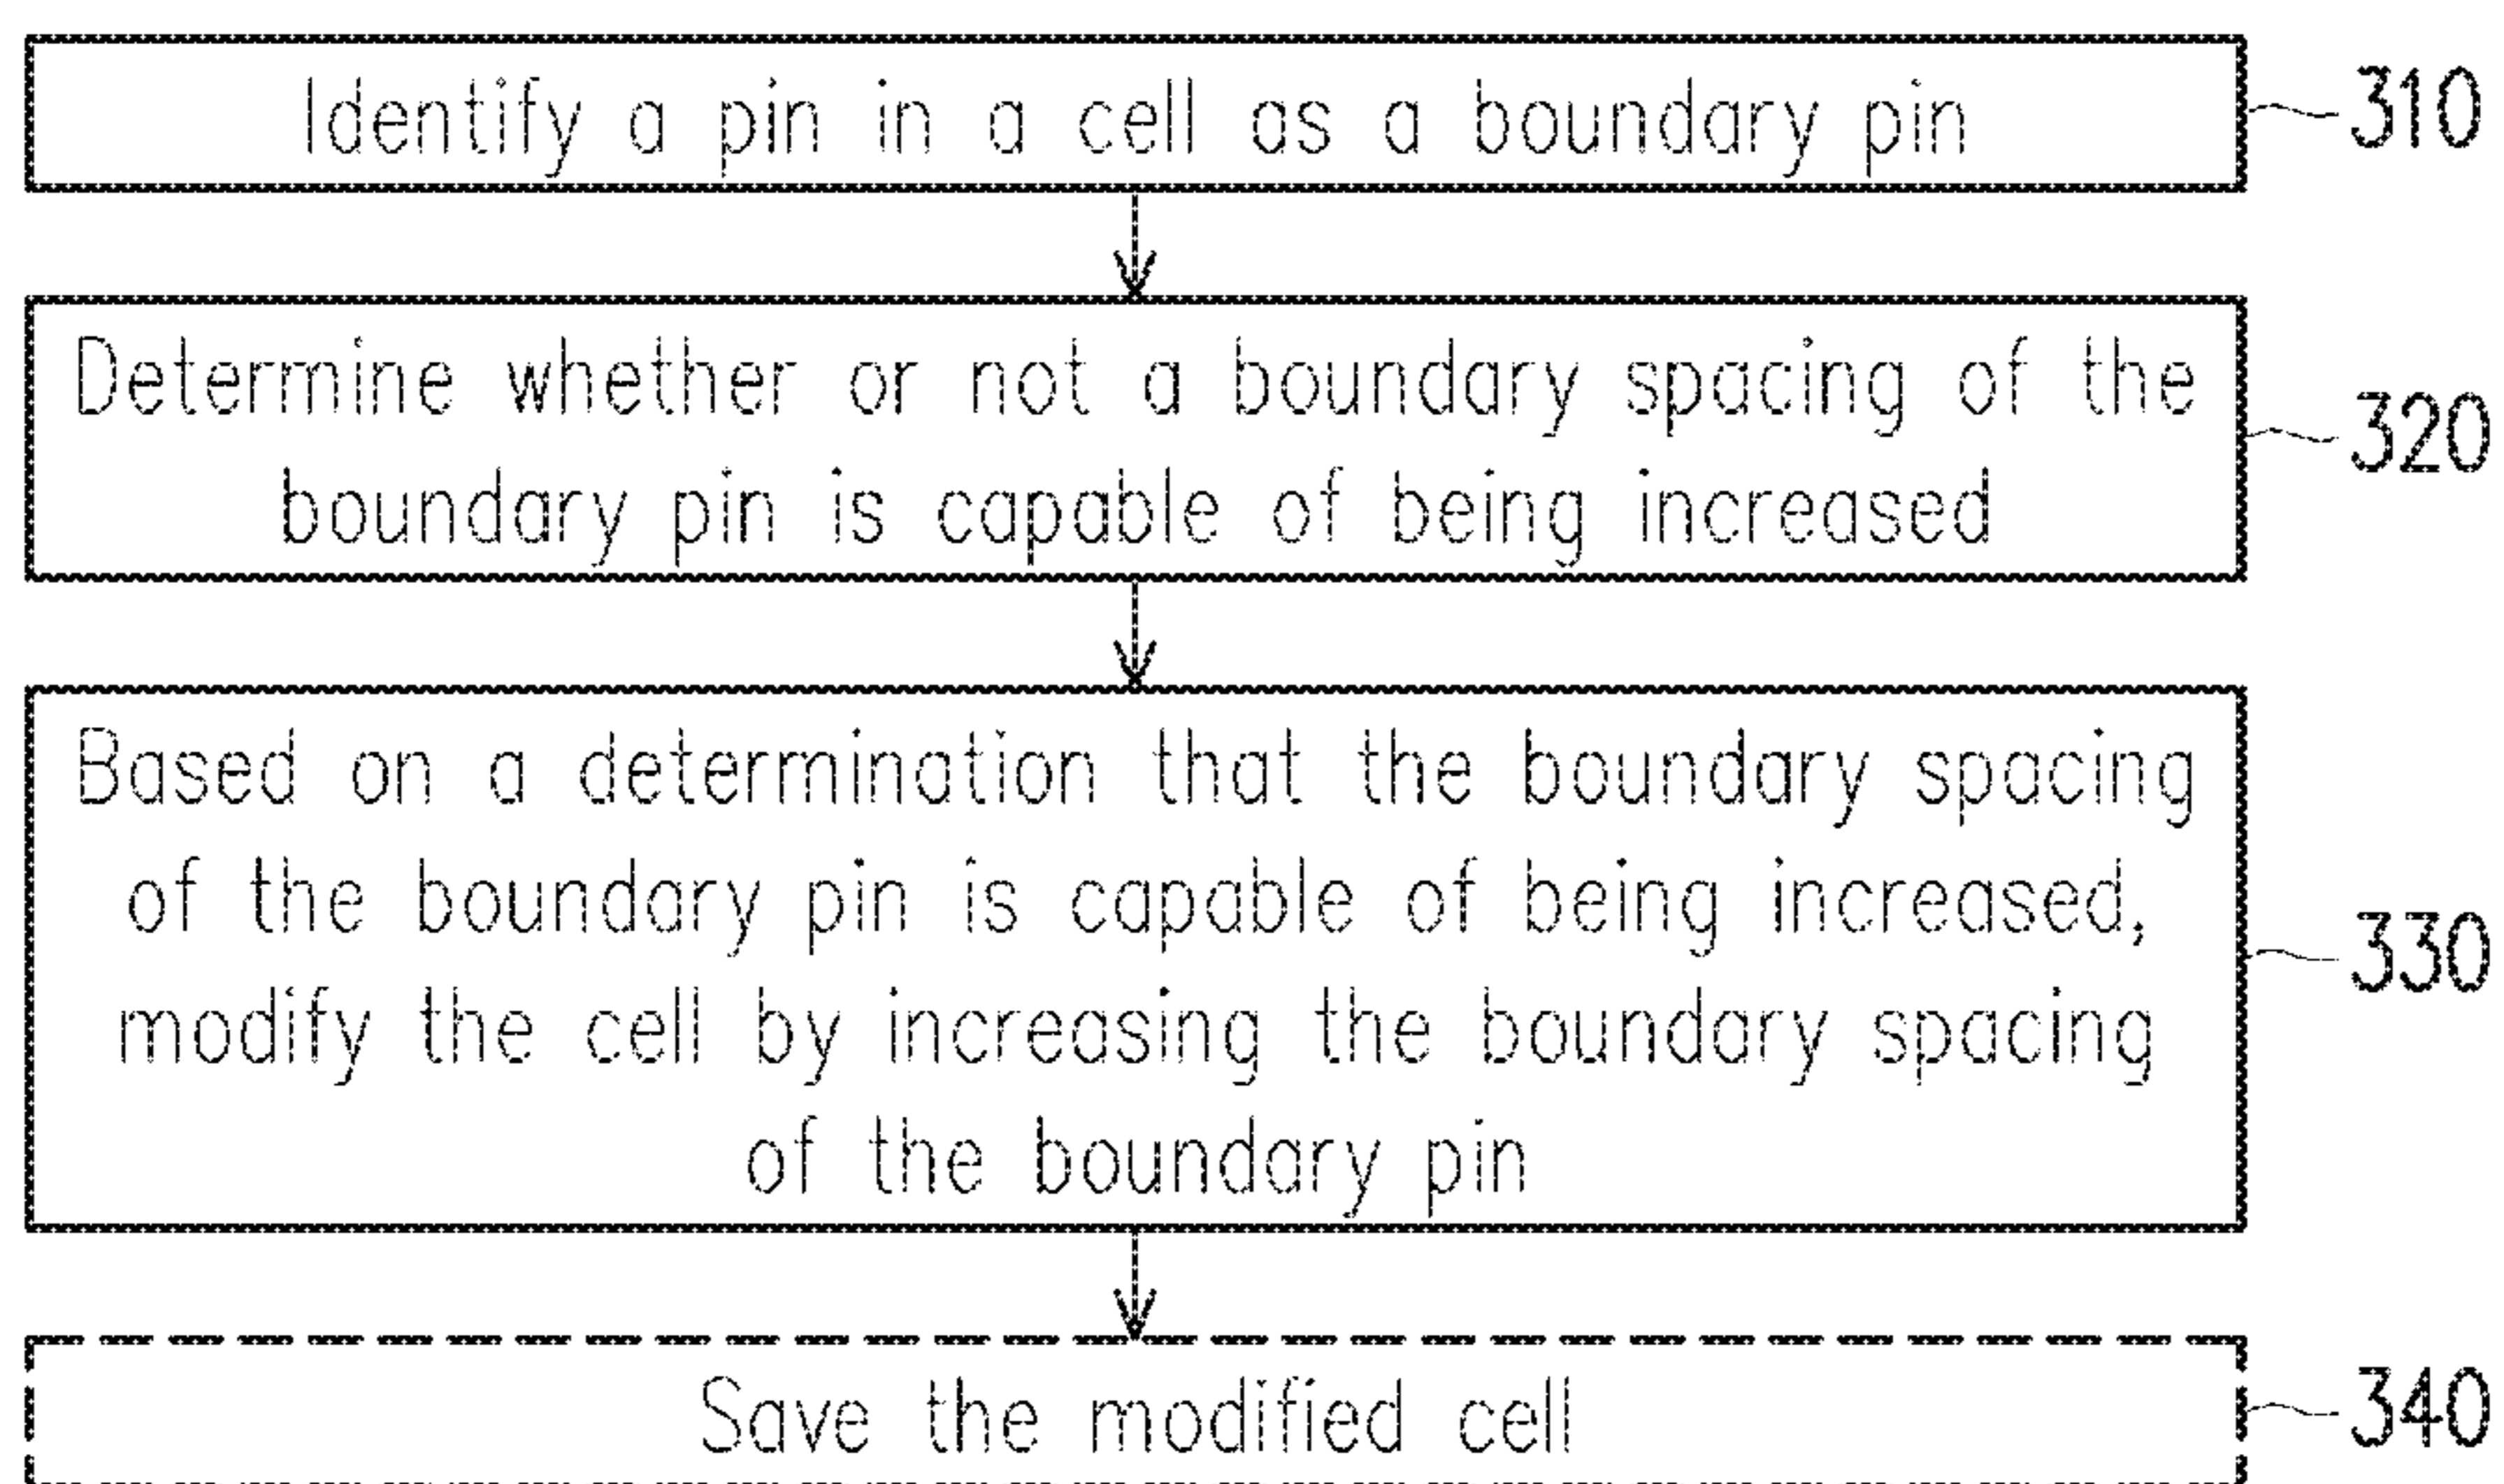 Identify a pin in a cell as a boundary pin
310
Determine whether or not a boundary spacing of the
boundary pin is capable of being increased
320
Based on a determination that the boundary spacing
of the boundary pin is capable of being increased,
modify the cell by increasing the boundary spacing
of the boundary pin
330
Save the modified cell
340